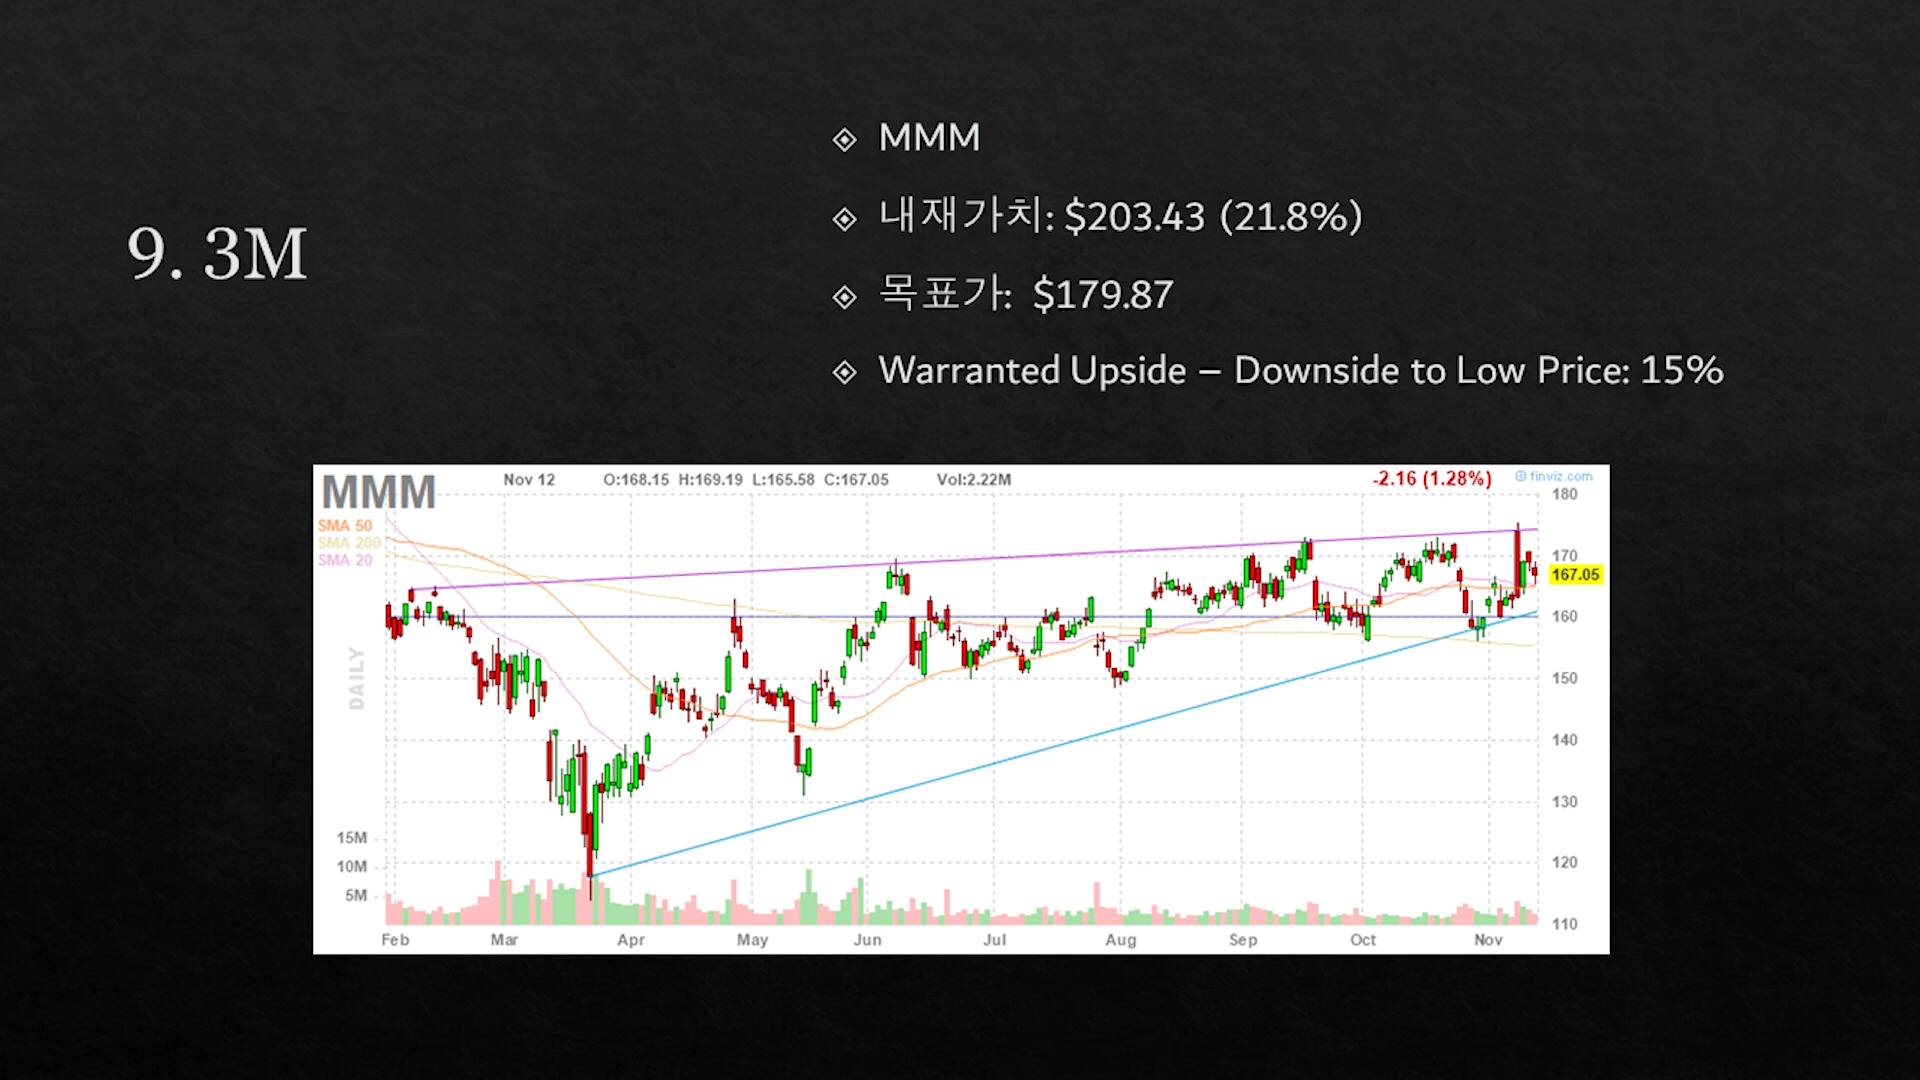 9. 3M
MMM
내재가치: $203.43 (21.8%)
목표가: $179.87
Warranted Upside – Downside to Low Price: 15%
MMM
Nov 12 O:168.15 H:169.19 L:165.58 C:167.05 Vol:2.22M -2.16 (1.28%) © finviz.com
SMA 50
SMA 200
SMA 20
DAILY
180
170
167.05
160
150
140
130
120
110
15M
10M
5M
Feb Mar Apr May Jun Jul Aug Sep Oct Nov